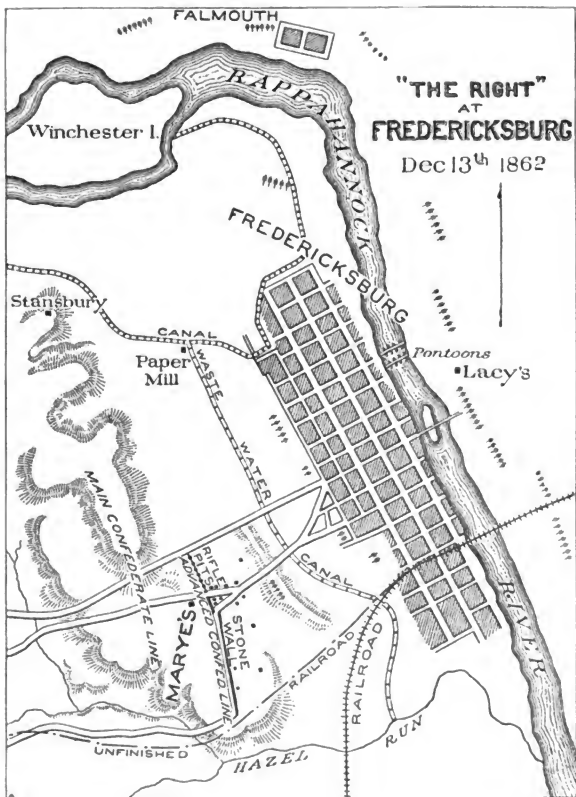 FALMOUTH
RAPPAHANNOCK
"THE RIGHT"
AT
FREDERICKSBURG
Dec 13th 1862
Winchester I.
FREDERICKSBURG
Stansbury
CANAL
Paper
Mill
WASTE
WATER
CANAL
Pontoons
Lacy's
MAIN CONFEDERATE LINE
RIFLE
PITS
ADVANCED CONFED. LINE
MARYE'S
STONE
WALL
RAILROAD
RAILROAD
RIVER
UNFINISHED
HAZEL
RUN